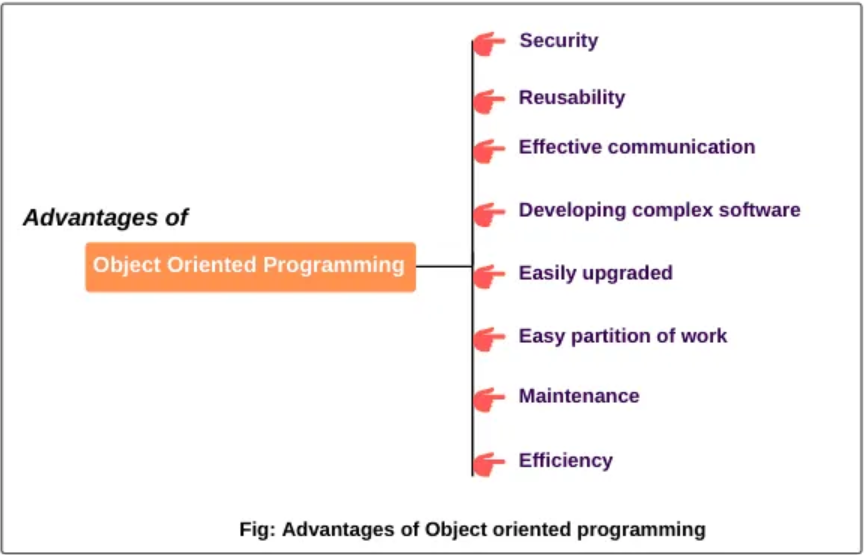 Advantages of
Object Oriented Programming
Security
Reusability
Effective communication
Developing complex software
Easily upgraded
Easy partition of work
Maintenance
Efficiency
Fig: Advantages of Object oriented programming